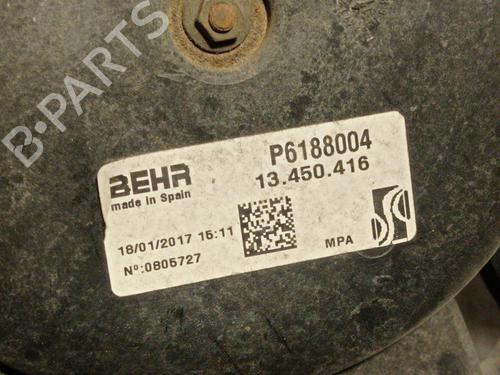 B-PARTS
BEHR
made in Spain
P6188004
13.450.416
18/01/2017 15:11
Nº:0805727
MPA